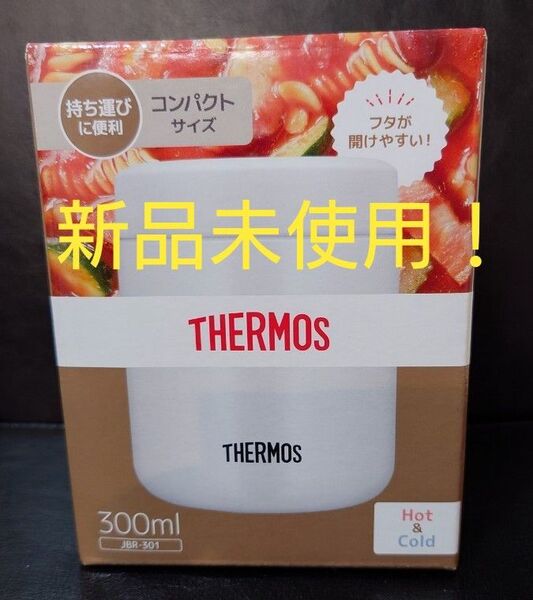 持ち運び
に便利
コンパクト
サイズ
フタが
開けやすい!
新品未使用!
THERMOS
THERMOS
300ml
JBR-301
Hot
&
Cold